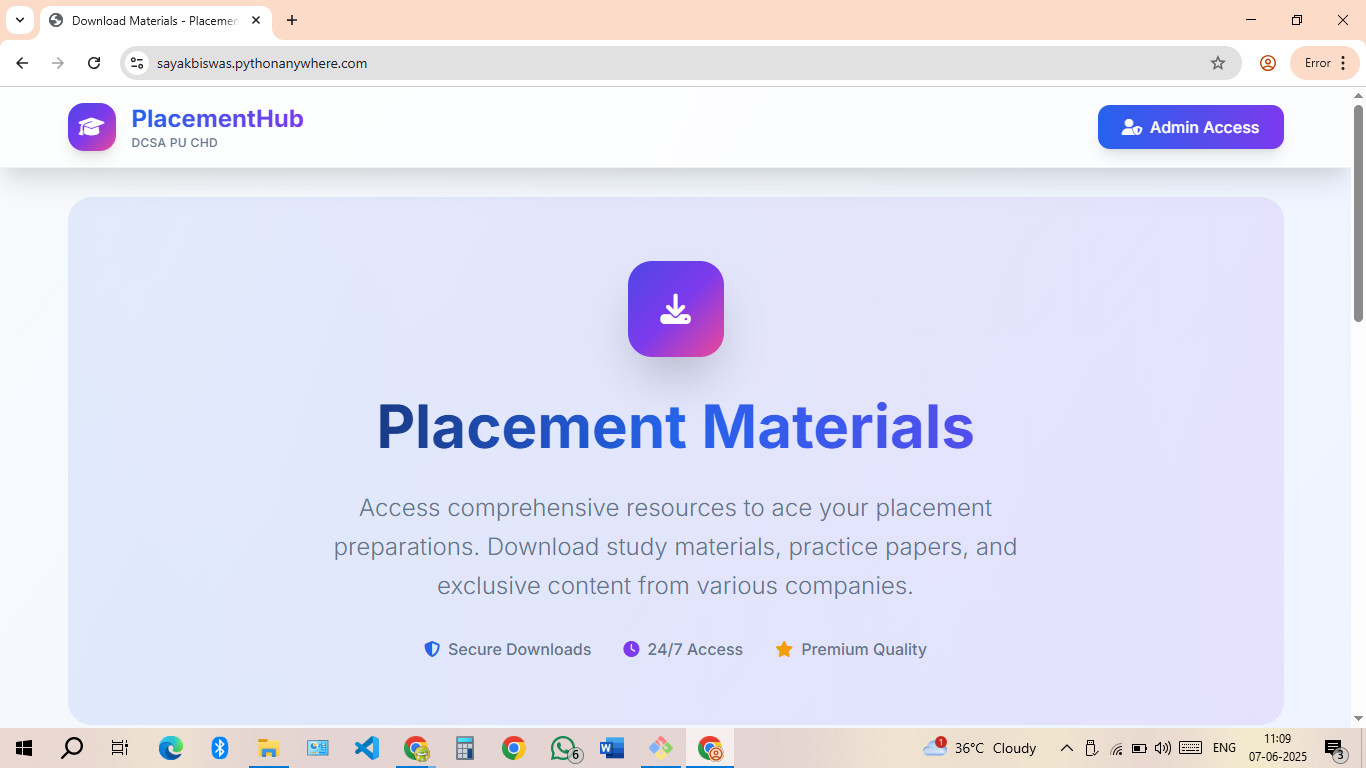 Download Materials - Placemen
sayakbiswas.pythonanywhere.com
Error
PlacementHub
DCSA PU CHD
Admin Access
Placement Materials
Access comprehensive resources to ace your placement
preparations. Download study materials, practice papers, and
exclusive content from various companies.
Secure Downloads
24/7 Access
Premium Quality
1
36°C Cloudy
6
ENG
11:09
07-06-2025
3